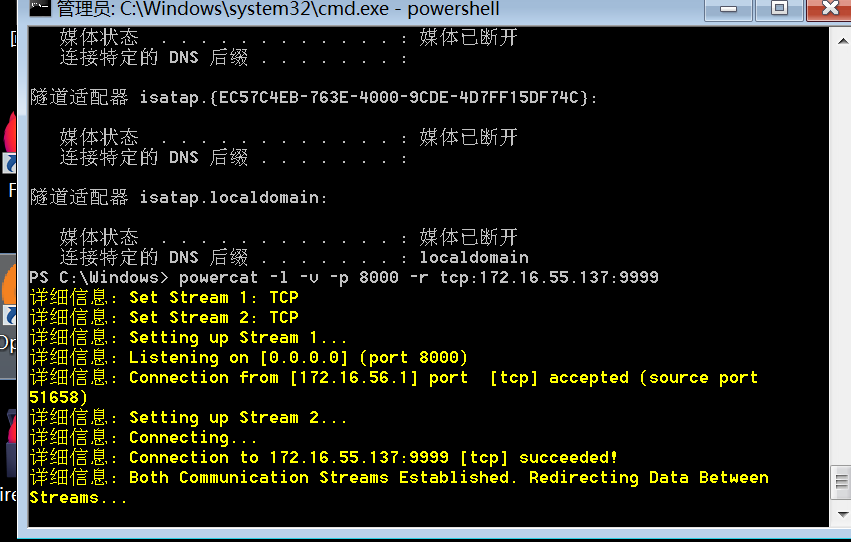 管理员: C:\Windows\system32\cmd.exe - powershell
媒体状态 . . . . . . . . . . . . : 媒体已断开
连接特定的 DNS 后缀 . . . . . . . :
隧道适配器 isatap.{EC57C4EB-763E-4000-9CDE-4D7FF15DF74C}:
媒体状态 . . . . . . . . . . . . : 媒体已断开
连接特定的 DNS 后缀 . . . . . . . :
隧道适配器 isatap.localdomain:
媒体状态 . . . . . . . . . . . . : 媒体已断开
连接特定的 DNS 后缀 . . . . . . . : localdomain
PS C:\Windows> powercat -l -v -p 8000 -r tcp:172.16.55.137:9999
详细信息: Set Stream 1: TCP
详细信息: Set Stream 2: TCP
详细信息: Setting up Stream 1...
详细信息: Listening on [0.0.0.0] (port 8000)
详细信息: Connection from [172.16.56.1] port  [tcp] accepted (source port
51658)
详细信息: Setting up Stream 2...
详细信息: Connecting...
详细信息: Connection to 172.16.55.137:9999 [tcp] succeeded!
详细信息: Both Communication Streams Established. Redirecting Data Between
Streams...